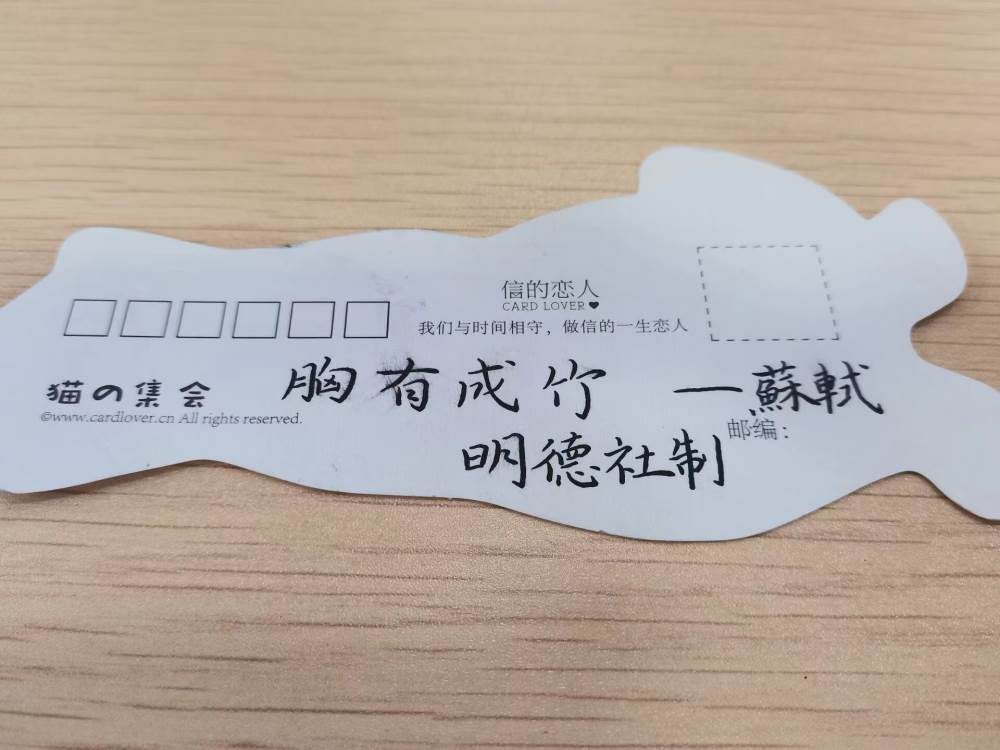 信的恋人
CARD LOVER
我们与时间相守，做信的一生恋人
猫の集会
©www.cardlover.cn All rights reserved.
胸有成竹 —蘇軾
邮编：
明德社制